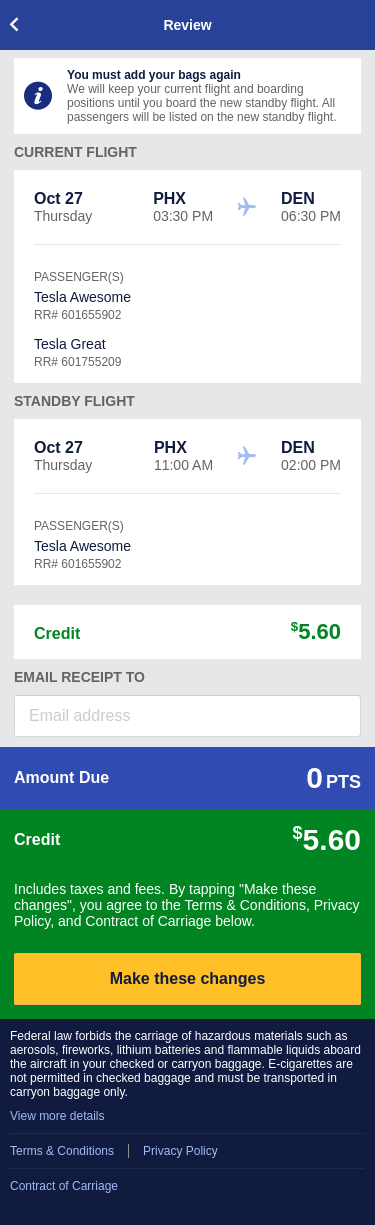 Review
You must add your bags again
We will keep your current flight and boarding
positions until you board the new standby flight. All
passengers will be listed on the new standby flight.
CURRENT FLIGHT
Oct 27 PHX DEN
Thursday 03:30 PM 06:30 PM
PASSENGER(S)
Tesla Awesome
RR# 601655902
Tesla Great
RR# 601755209
STANDBY FLIGHT
Oct 27 PHX DEN
Thursday 11:00 AM 02:00 PM
PASSENGER(S)
Tesla Awesome
RR# 601655902
Credit $5.60
EMAIL RECEIPT TO
Email address
Amount Due 0 PTS
Credit $5.60
Includes taxes and fees. By tapping "Make these
changes", you agree to the Terms & Conditions, Privacy
Policy, and Contract of Carriage below.
Make these changes
Federal law forbids the carriage of hazardous materials such as
aerosols, fireworks, lithium batteries and flammable liquids aboard
the aircraft in your checked or carryon baggage. E-cigarettes are
not permitted in checked baggage and must be transported in
carryon baggage only.
View more details
Terms & Conditions Privacy Policy
Contract of Carriage